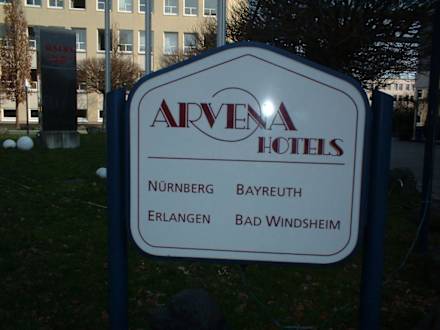 ARVENA
HOTELS
NÜRNBERG BAYREUTH
ERLANGEN BAD WINDSHEIM